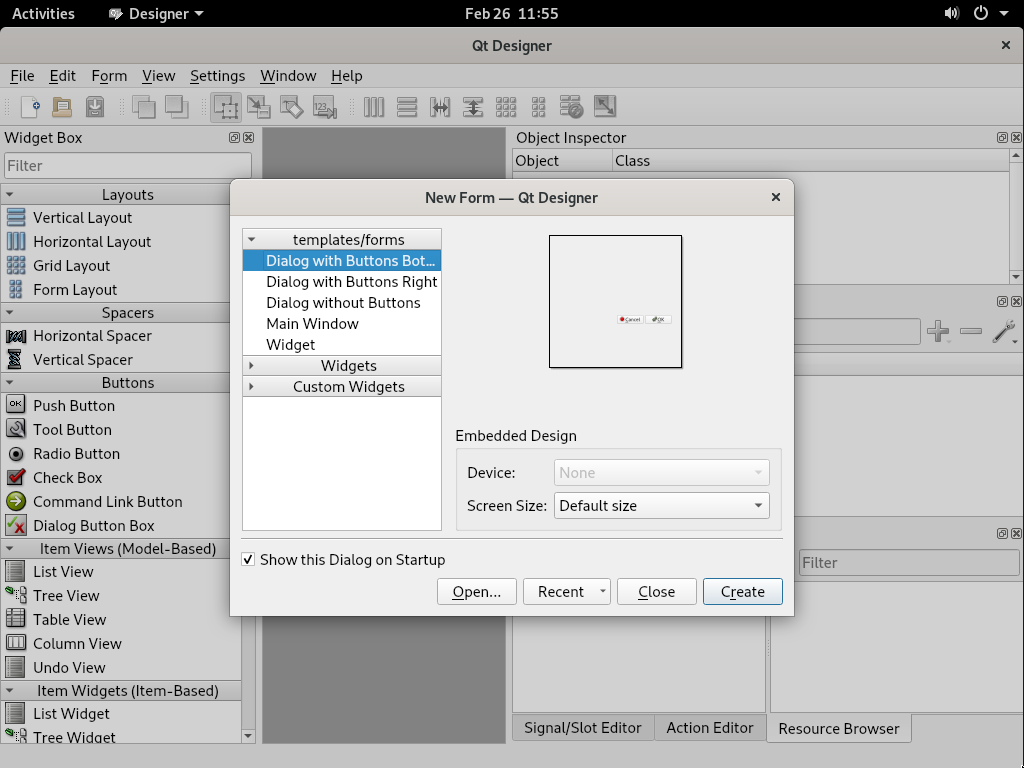 Activities
Designer
Feb 26 11:55
Qt Designer
File Edit Form View Settings Window Help
Widget Box
Filter
Layouts
Vertical Layout
Horizontal Layout
Grid Layout
Form Layout
Spacers
Horizontal Spacer
Vertical Spacer
Buttons
OK
Push Button
Tool Button
Radio Button
Check Box
Command Link Button
Dialog Button Box
Item Views (Model-Based)
List View
Tree View
Table View
Column View
Undo View
Item Widgets (Item-Based)
List Widget
Tree Widget
123
Object Inspector
Object Class
New Form — Qt Designer
templates/forms
Dialog with Buttons Bot...
Dialog with Buttons Right
Dialog without Buttons
Main Window
Widget
Widgets
Custom Widgets
Cancel OK
Embedded Design
Device: None
Screen Size: Default size
Show this Dialog on Startup
Open... Recent Close Create
Filter
Signal/Slot Editor Action Editor Resource Browser